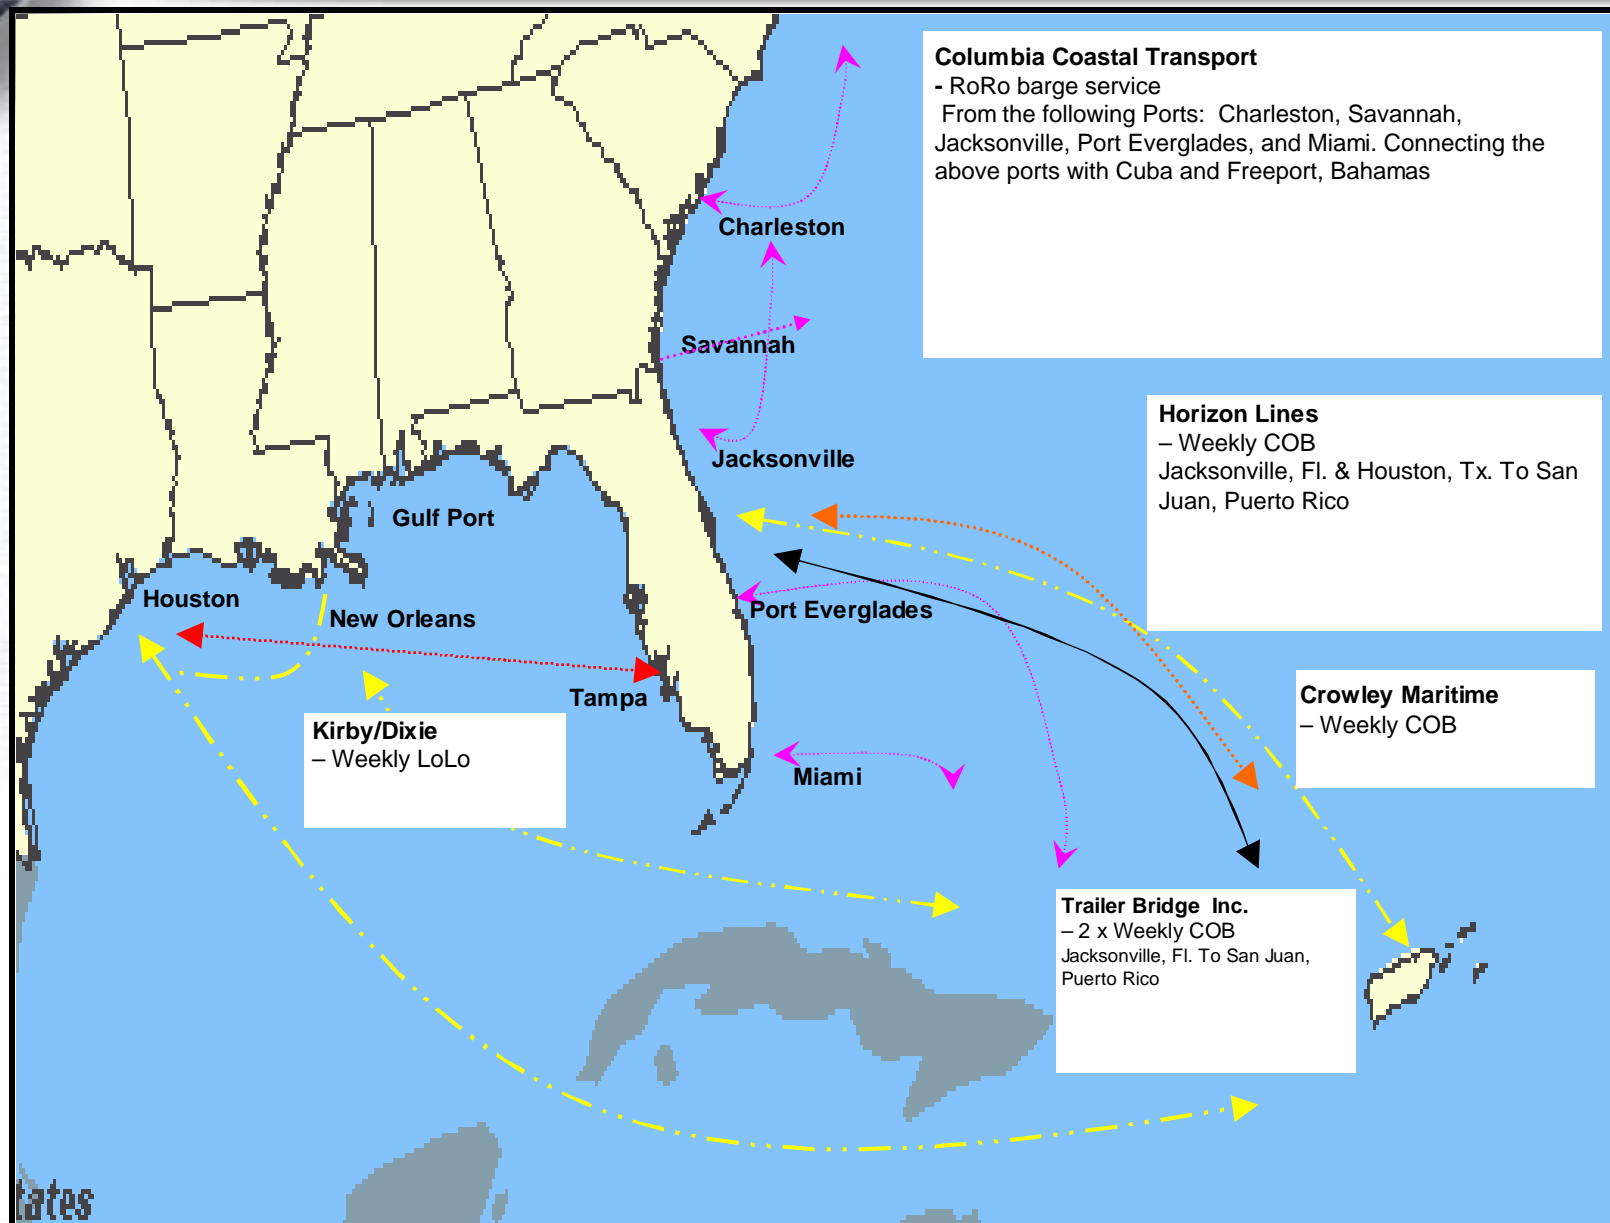 Columbia Coastal Transport
- RoRo barge service
From the following Ports: Charleston, Savannah,
Jacksonville, Port Everglades, and Miami. Connecting the
above ports with Cuba and Freeport, Bahamas
Charleston
Savannah
Horizon Lines
– Weekly COB
Jacksonville, Fl. & Houston, Tx. To San
Juan, Puerto Rico
Jacksonville
Gulf Port
Houston
New Orleans
Port Everglades
Tampa
Crowley Maritime
– Weekly COB
Kirby/Dixie
– Weekly LoLo
Miami
Trailer Bridge Inc.
– 2 x Weekly COB
Jacksonville, Fl. To San Juan,
Puerto Rico
tates